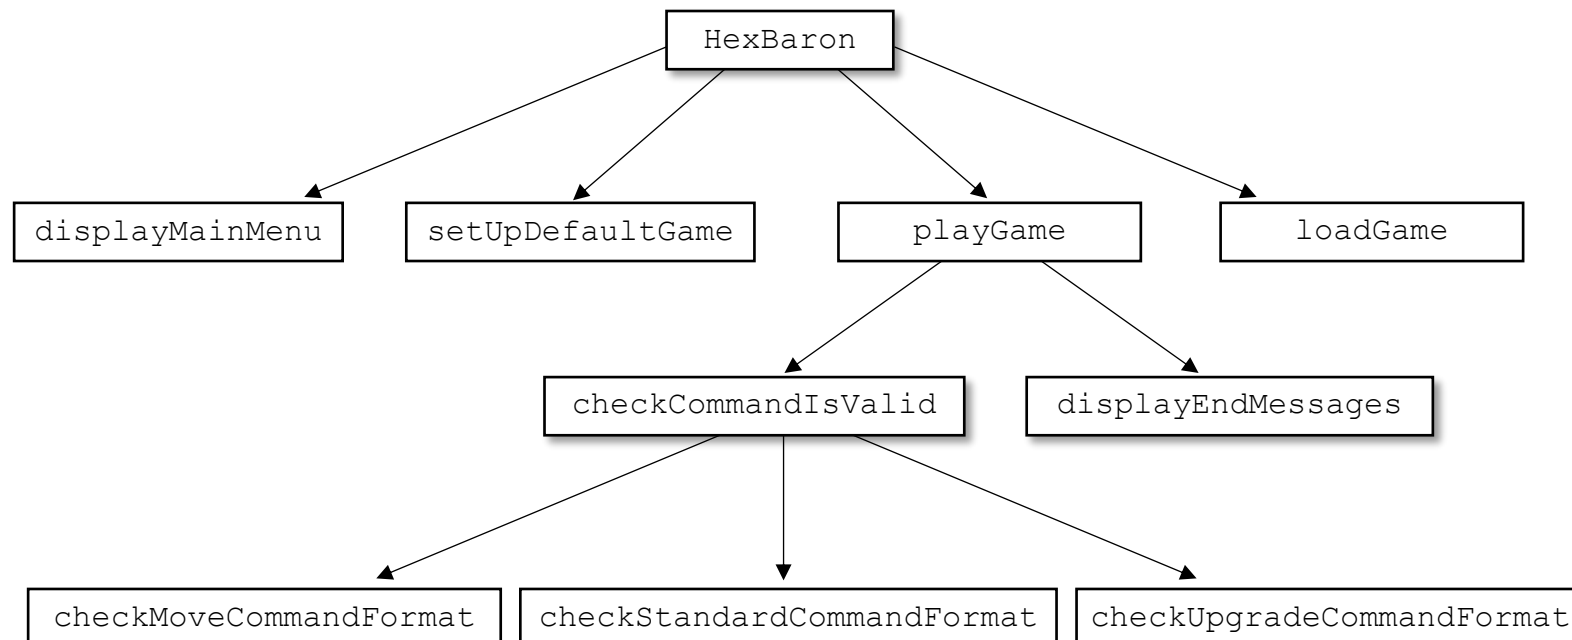 HexBaron
displayMainMenu
setUpDefaultGame
playGame
loadGame
checkCommandIsValid
displayEndMessages
checkMoveCommandFormat
checkStandardCommandFormat
checkUpgradeCommandFormat